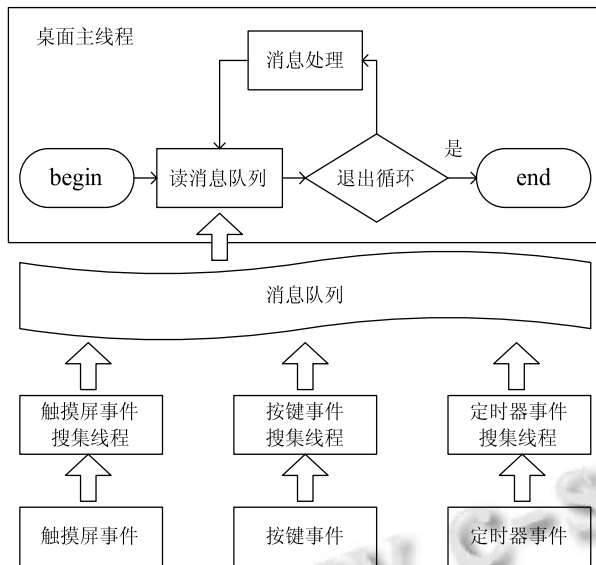 桌面主线程
消息处理
是
begin
读消息队列
退出循环
end
消息队列
触摸屏事件
搜集线程
按键事件
搜集线程
定时器事件
搜集线程
触摸屏事件
按键事件
定时器事件